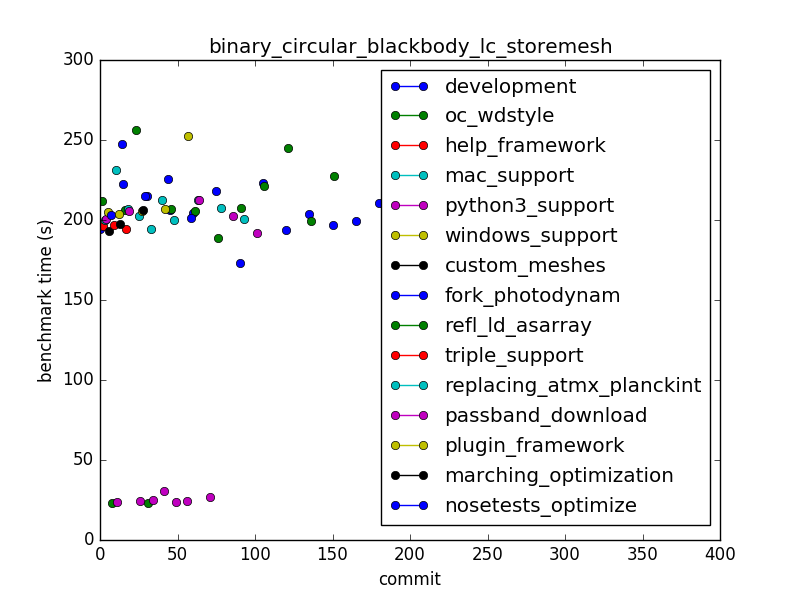 binary_circular_blackbody_lc_storemesh
300
250
200
150
100
50
0
benchmark time (s)
development
oc_wdstyle
help_framework
mac_support
python3_support
windows_support
custom_meshes
fork_photodynam
refl_ld_asarray
triple_support
replacing_atmx_planckint
passband_download
plugin_framework
marching_optimization
nosetests_optimize
0 50 100 150 200 250 300 350 400
commit